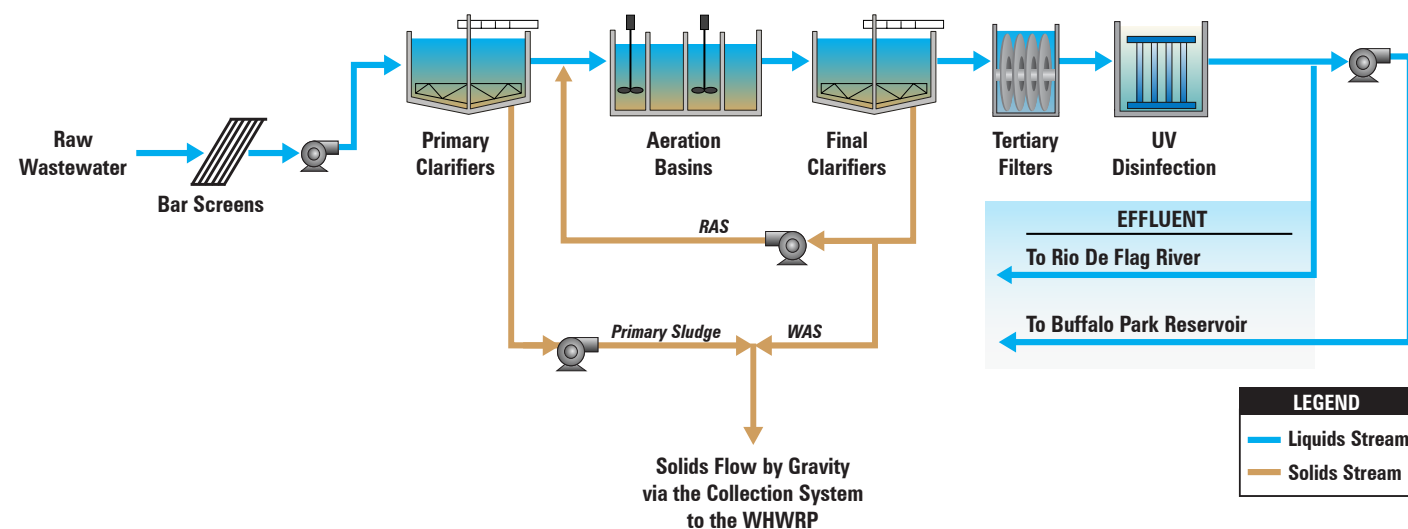 Raw
Wastewater
Bar Screens
Primary
Clarifiers
Aeration
Basins
Final
Clarifiers
Tertiary
Filters
UV
Disinfection
RAS
Primary Sludge
WAS
Solids Flow by Gravity
via the Collection System
to the WHWRP
EFFLUENT
To Rio De Flag River
To Buffalo Park Reservoir
LEGEND
Liquids Stream
Solids Stream